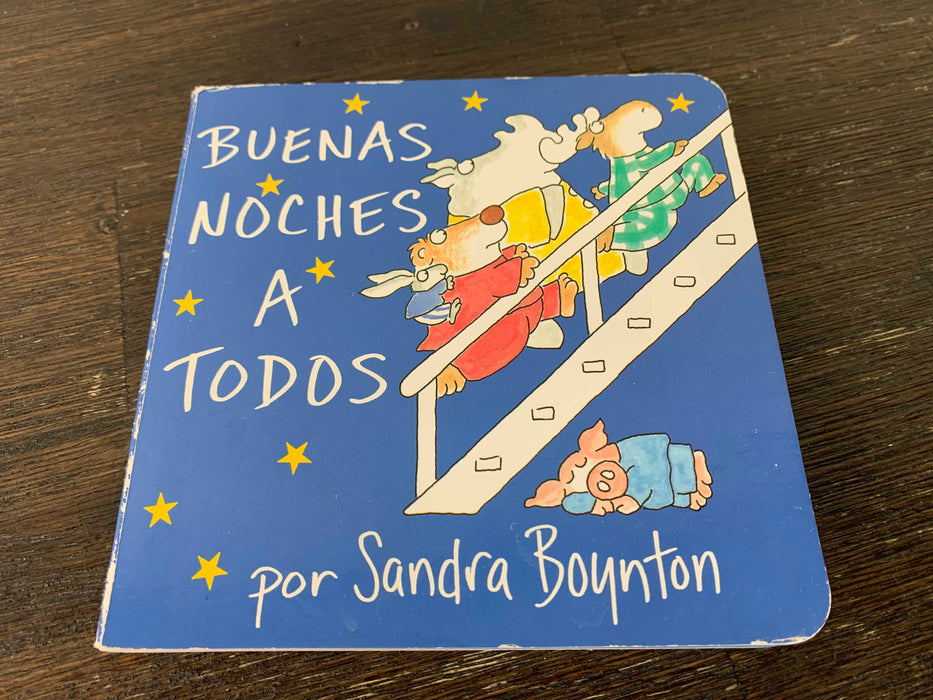 BUENAS
NOCHES
A
TODOS
por Sandra Boynton